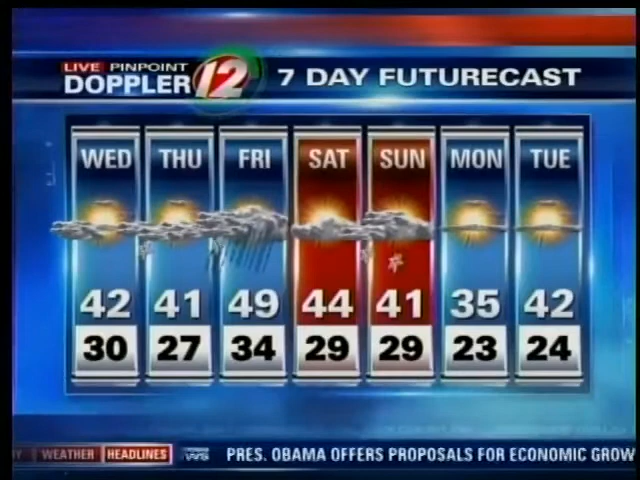 LIVE PINPOINT
DOPPLER 12
7 DAY FUTURECAST
WED THU FRI SAT SUN MON TUE
42 41 49 44 41 35 42
30 27 34 29 29 23 24
WEATHER HEADLINES PRES. OBAMA OFFERS PROPOSALS FOR ECONOMIC GROW